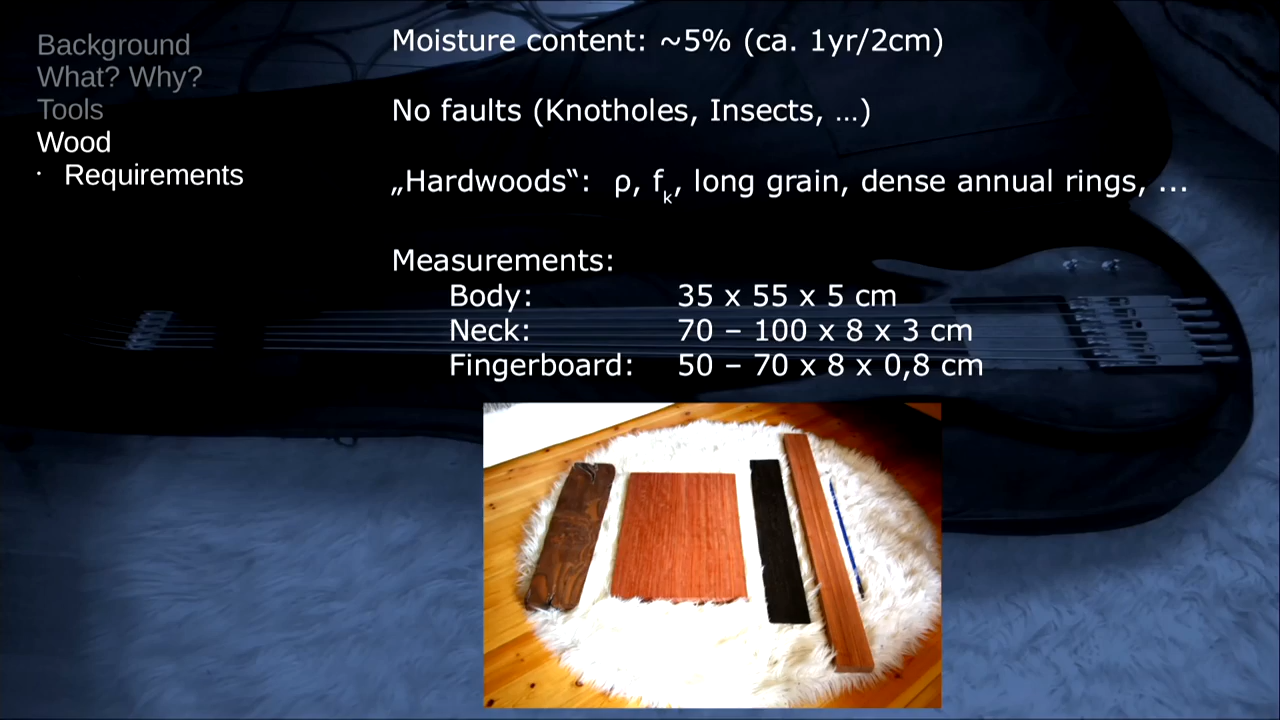 Background
What? Why?
Tools
Wood
· Requirements
Moisture content: ~5% (ca. 1yr/2cm)
No faults (Knotholes, Insects, …)
„Hardwoods“: ρ, fₖ, long grain, dense annual rings, ...
Measurements:
Body: 35 x 55 x 5 cm
Neck: 70 – 100 x 8 x 3 cm
Fingerboard: 50 – 70 x 8 x 0,8 cm